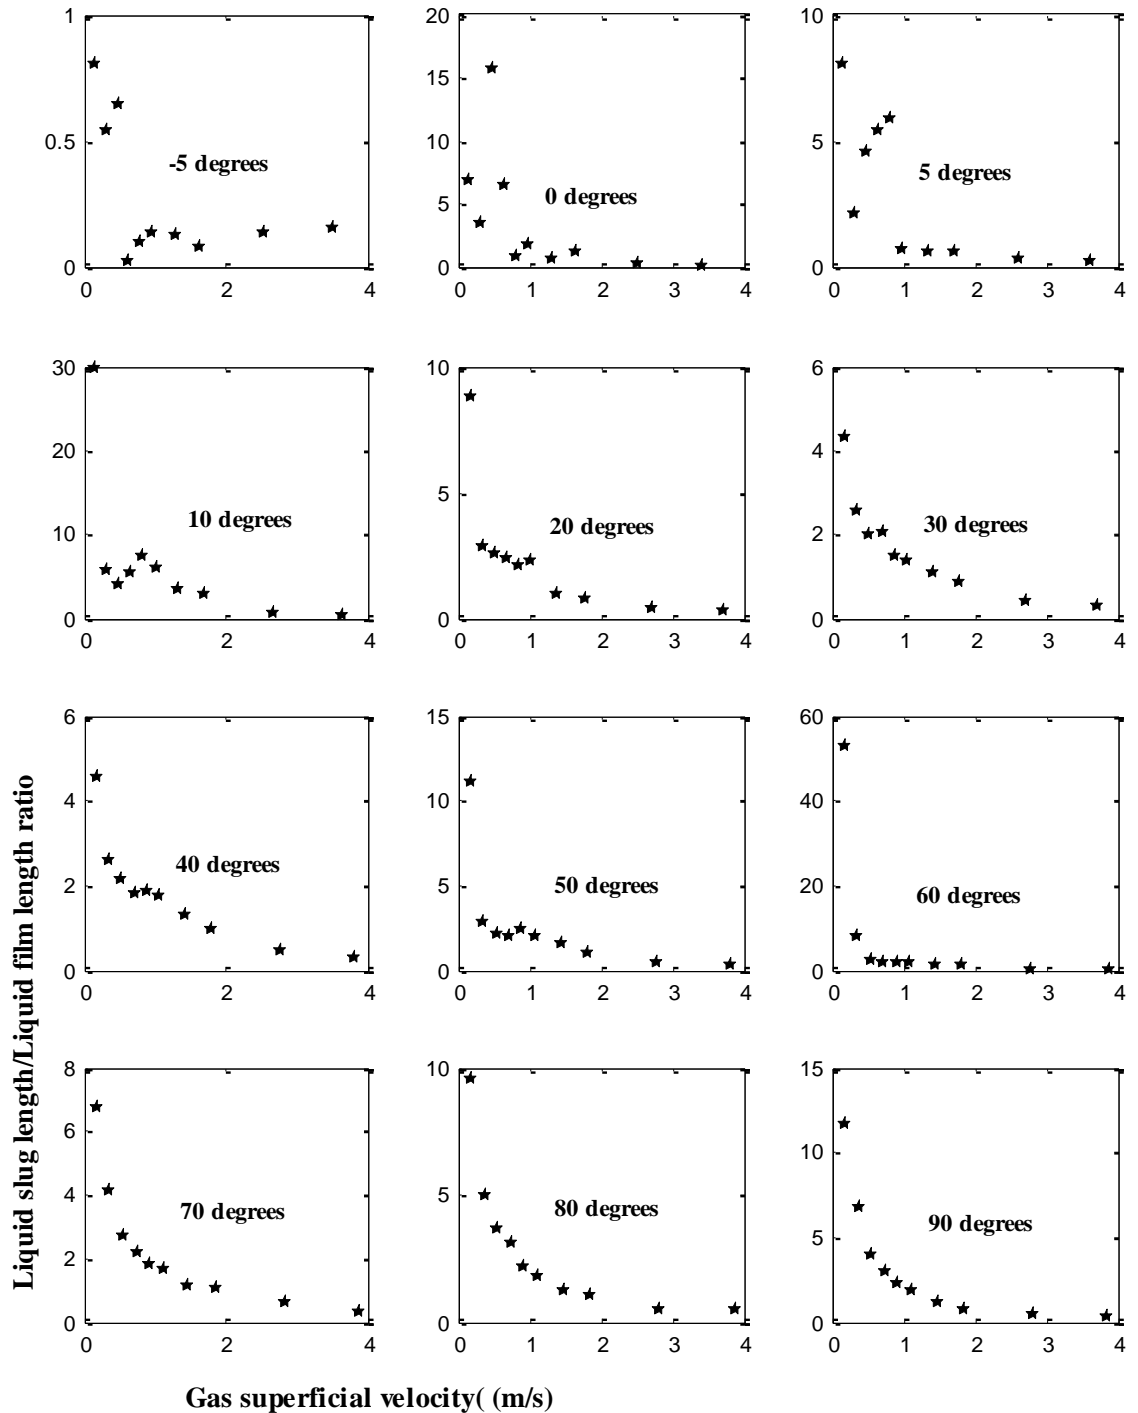 1
0.5
0
0 2 4
-5 degrees
20
15
10
5
0
0 1 2 3 4
0 degrees
10
5
0
0 1 2 3 4
5 degrees
30
20
10
0
0 2 4
10 degrees
10
5
0
0 1 2 3 4
20 degrees
6
4
2
0
0 1 2 3 4
30 degrees
6
4
2
0
0 2 4
40 degrees
15
10
5
0
0 1 2 3 4
50 degrees
60
40
20
0
0 1 2 3 4
60 degrees
8
6
4
2
0
0 2 4
70 degrees
10
5
0
0 1 2 3 4
80 degrees
15
10
5
0
0 1 2 3 4
90 degrees
Liquid slug length/Liquid film length ratio
Gas superficial velocity( (m/s)